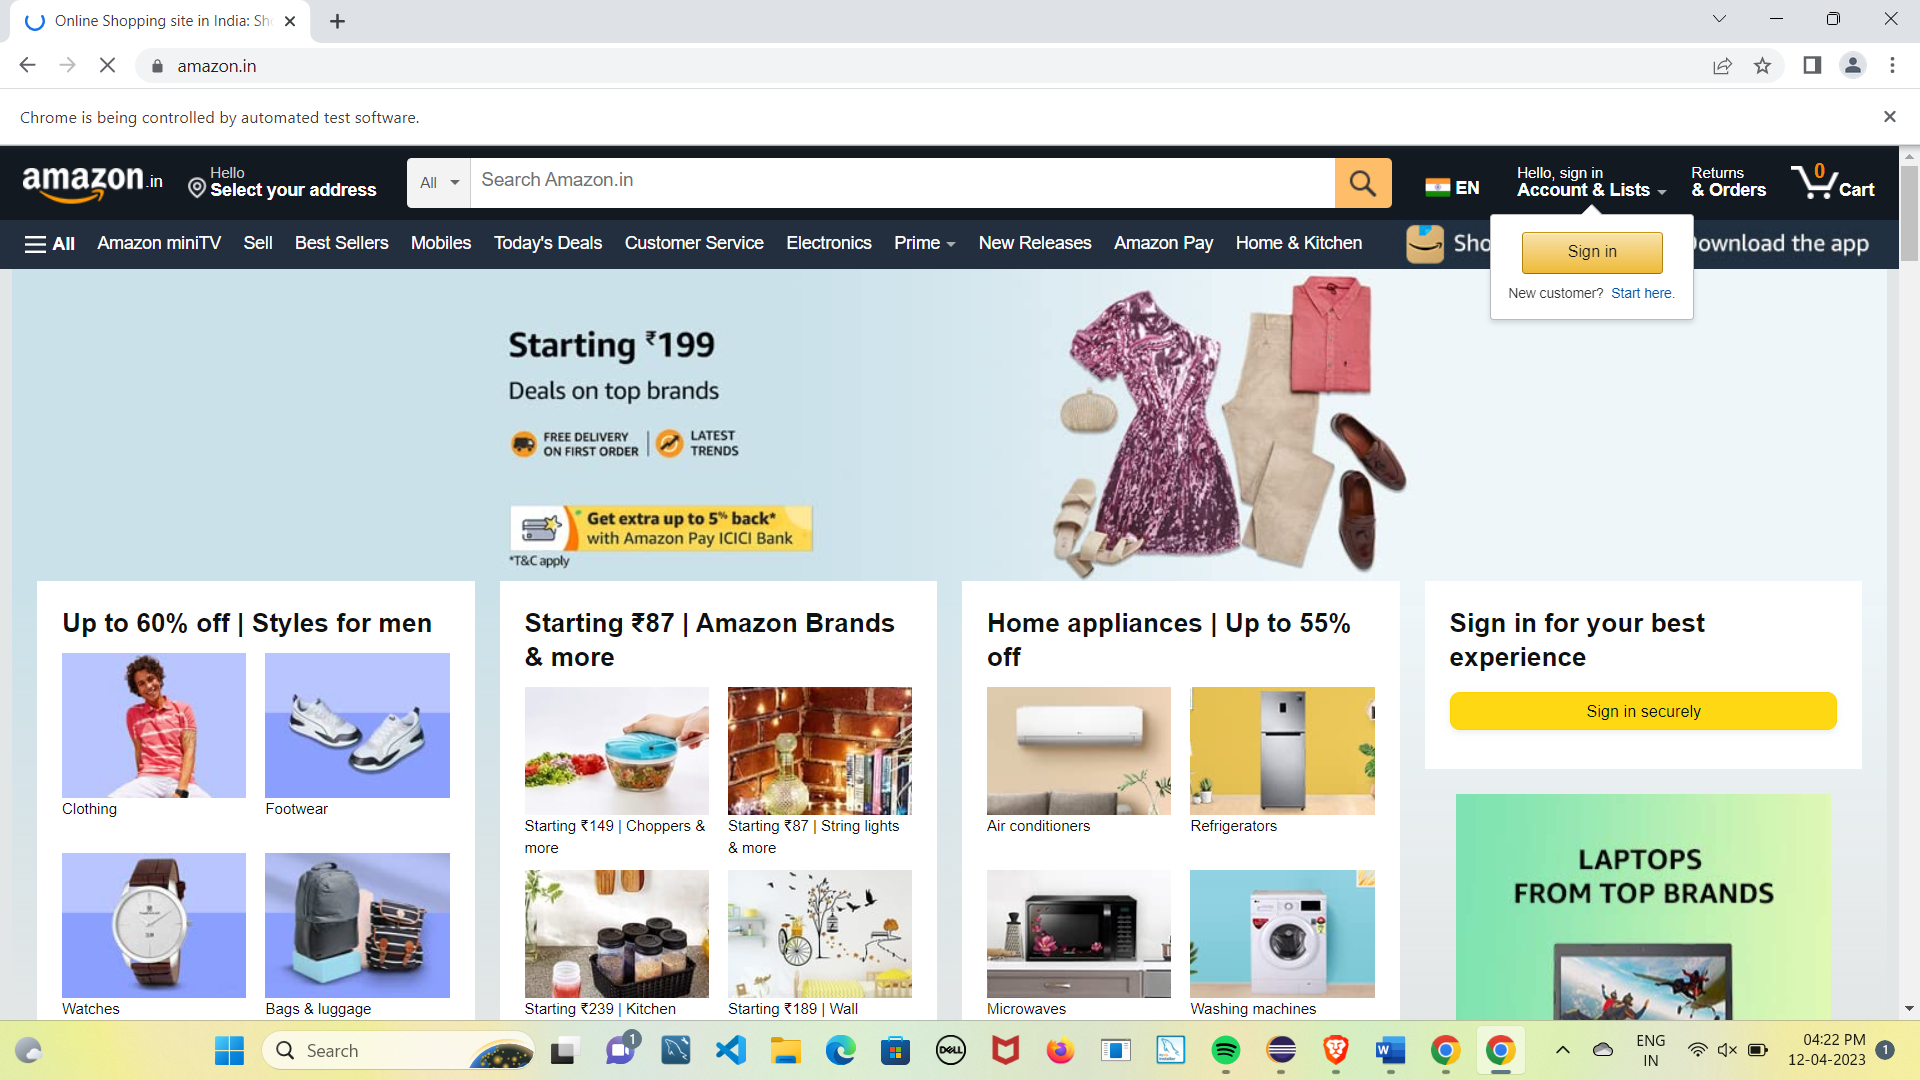 Online Shopping site in India: Sh
amazon.in
Chrome is being controlled by automated test software.
amazon.in
Hello
Select your address
All
Search Amazon.in
EN
Hello, sign in
Account & Lists
Returns
& Orders
0
Cart
All
Amazon miniTV
Sell
Best Sellers
Mobiles
Today's Deals
Customer Service
Electronics
Prime
New Releases
Amazon Pay
Home & Kitchen
Sho
ownload the app
Sign in
New customer? Start here.
Starting ₹199
Deals on top brands
FREE DELIVERY
ON FIRST ORDER
LATEST
TRENDS
Get extra up to 5% back*
with Amazon Pay ICICI Bank
*T&C apply
Up to 60% off | Styles for men
Clothing
Footwear
Watches
Bags & luggage
Starting ₹87 | Amazon Brands
& more
Starting ₹149 | Choppers &
more
Starting ₹87 | String lights
& more
Starting ₹239 | Kitchen
Starting ₹189 | Wall
Home appliances | Up to 55%
off
Air conditioners
Refrigerators
Microwaves
Washing machines
Sign in for your best
experience
Sign in securely
LAPTOPS
FROM TOP BRANDS
Search
1
DELL
ENG
IN
04:22 PM
12-04-2023
1